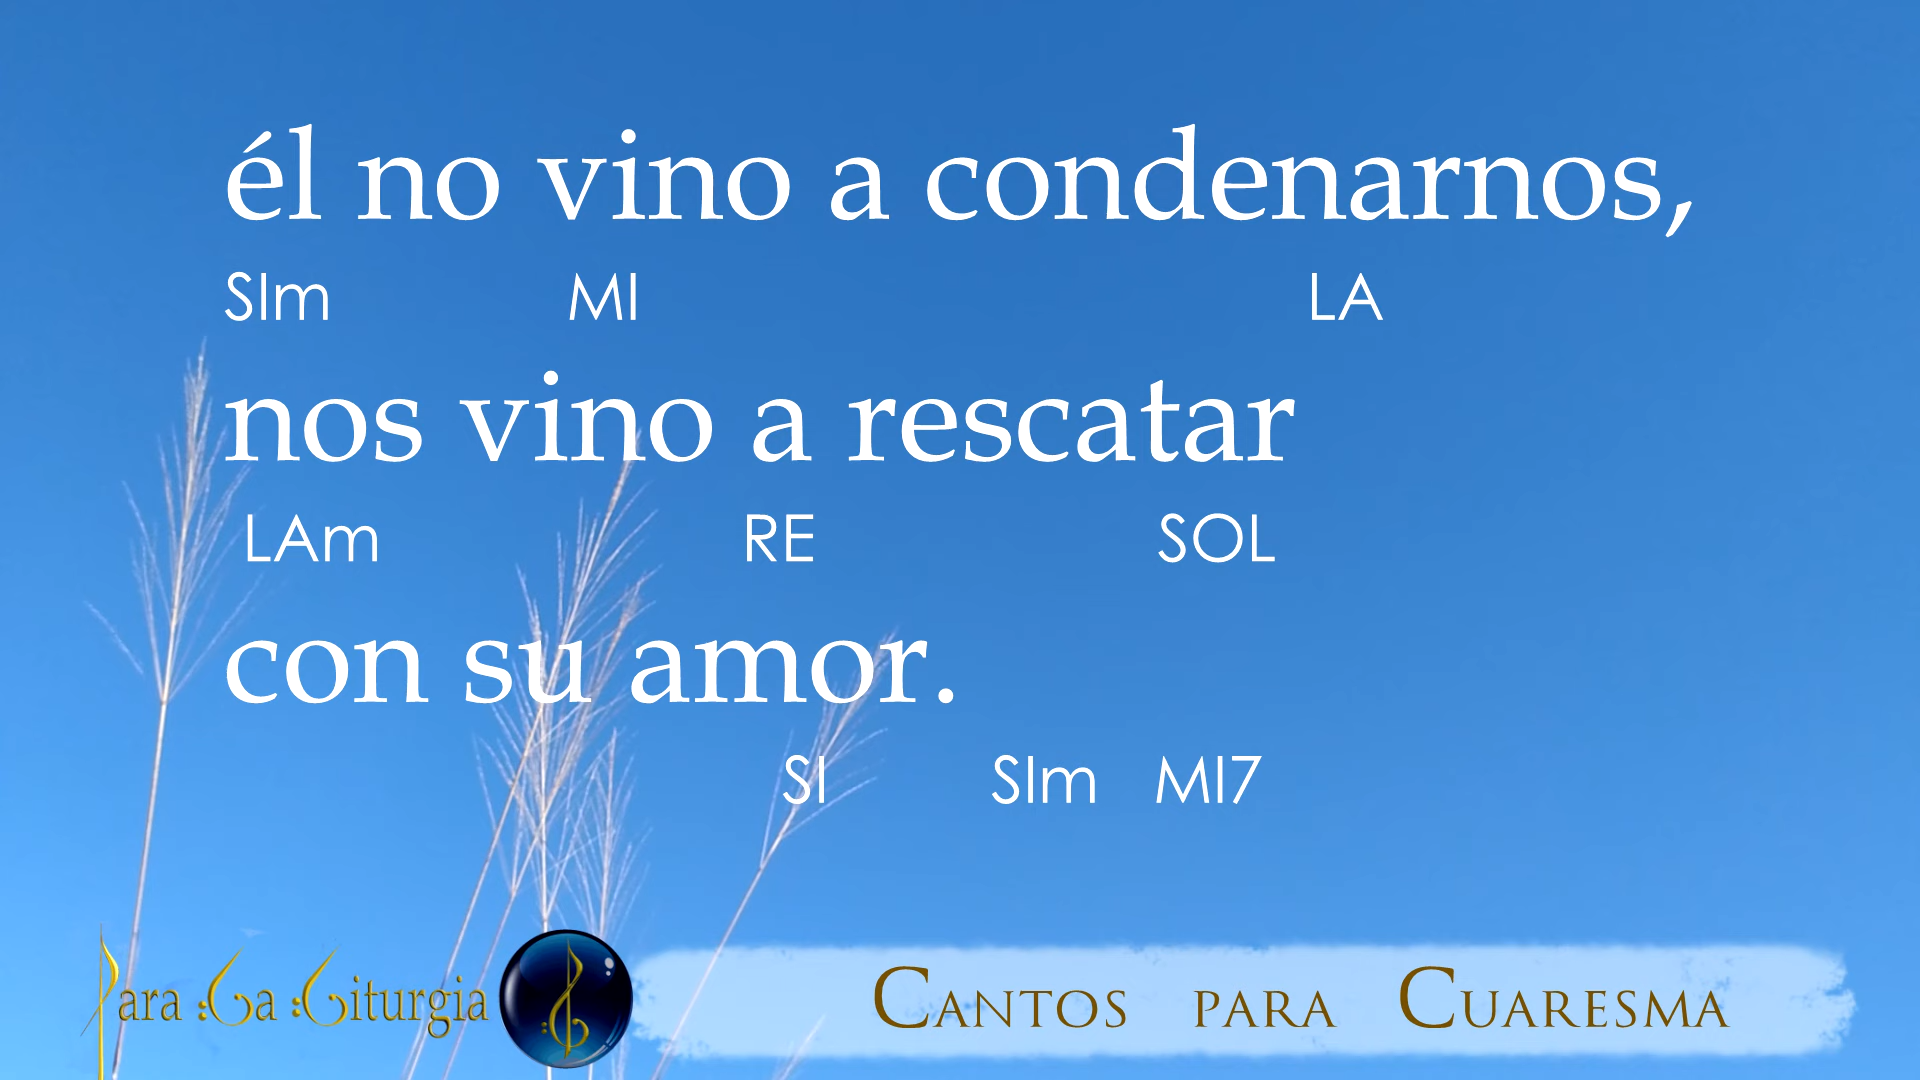 él no vino a condenarnos,
SIm MI LA
nos vino a rescatar
LAm RE SOL
con su amor.
SI SIm MI7
Para La Liturgia
CANTOS PARA CUARESMA